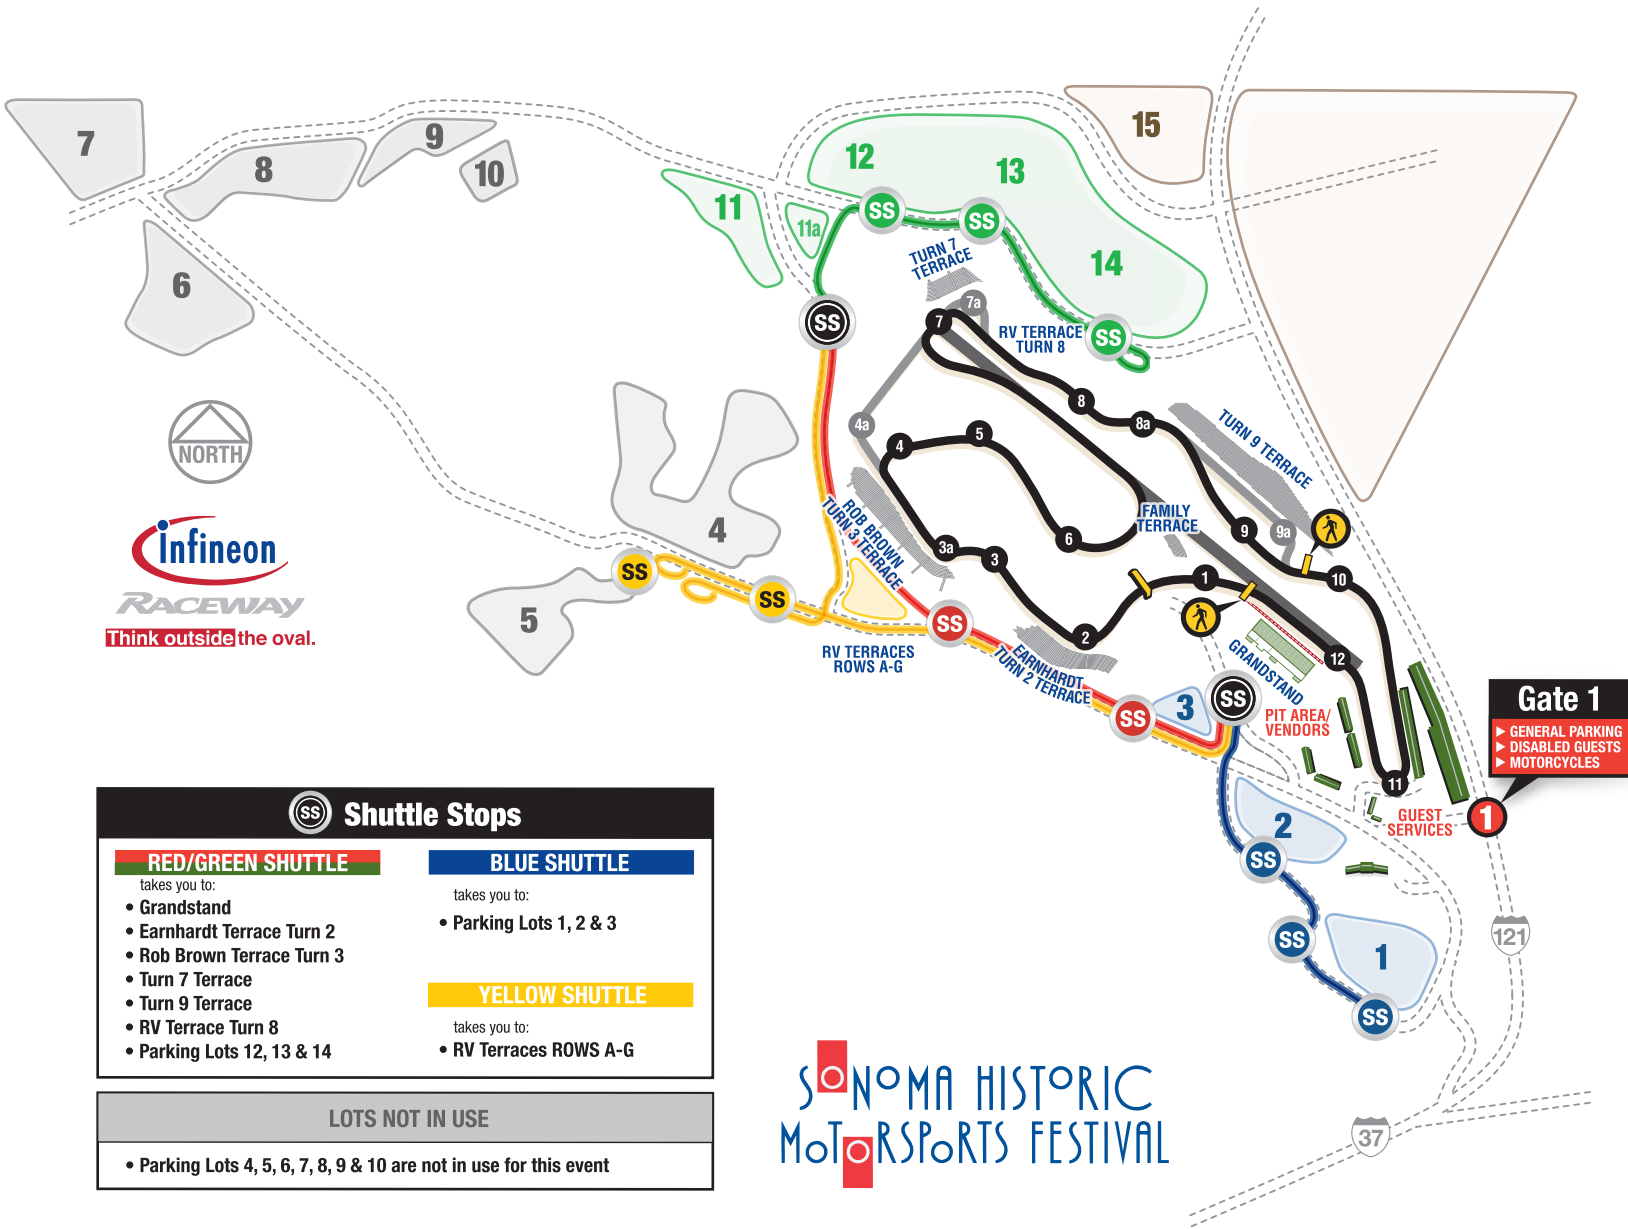 7
8
9
10
6
11
11a
12
13
14
15
SS
SS
SS
SS
TURN 7
TERRACE
7a
7
RV TERRACE
TURN 8
8
8a
TURN 9 TERRACE
4a
4
5
FAMILY
TERRACE
9
9a
10
6
3a
3
ROB BROWN
TURN 3 TERRACE
1
2
12
11
NORTH
infineon
RACEWAY
Think outside the oval.
4
5
SS
SS
RV TERRACES
ROWS A-G
SS
EARNHARDT
TURN 2 TERRACE
SS
3
SS
GRANDSTAND
PIT AREA/
VENDORS
Gate 1
GENERAL PARKING
DISABLED GUESTS
MOTORCYCLES
1
GUEST
SERVICES
2
SS
SS
1
SS
121
37
SS Shuttle Stops
RED/GREEN SHUTTLE
takes you to:
• Grandstand
• Earnhardt Terrace Turn 2
• Rob Brown Terrace Turn 3
• Turn 7 Terrace
• Turn 9 Terrace
• RV Terrace Turn 8
• Parking Lots 12, 13 & 14
BLUE SHUTTLE
takes you to:
• Parking Lots 1, 2 & 3
YELLOW SHUTTLE
takes you to:
• RV Terraces ROWS A-G
LOTS NOT IN USE
• Parking Lots 4, 5, 6, 7, 8, 9 & 10 are not in use for this event
SONOMA HISTORIC
MOTORSPORTS FESTIVAL